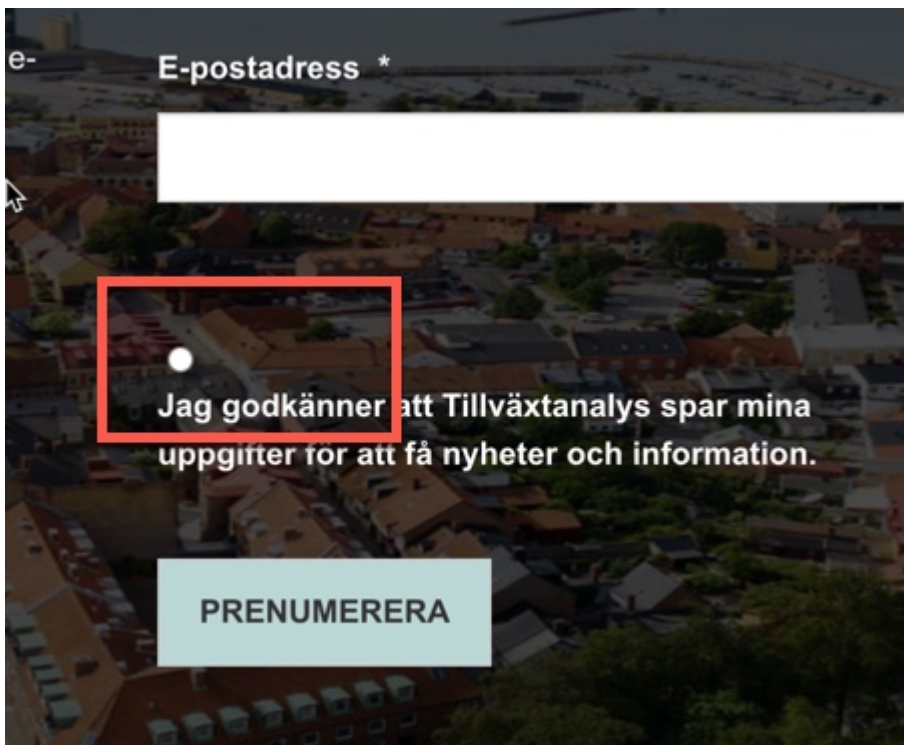 e-
E-postadress *
Jag godkänner att Tillväxtanalys spar mina
uppgifter för att få nyheter och information.
PRENUMERERA